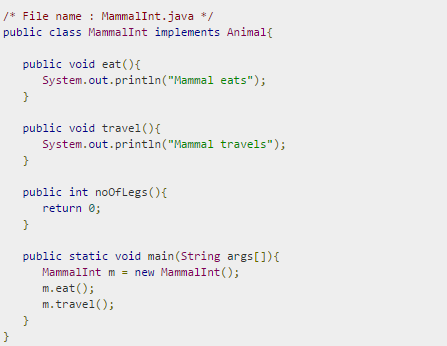 /* File name : MammalInt.java */
public class MammalInt implements Animal{
public void eat(){
System.out.println("Mammal eats");
}
public void travel(){
System.out.println("Mammal travels");
}
public int noOfLegs(){
return 0;
}
public static void main(String args[]){
MammalInt m = new MammalInt();
m.eat();
m.travel();
}
}